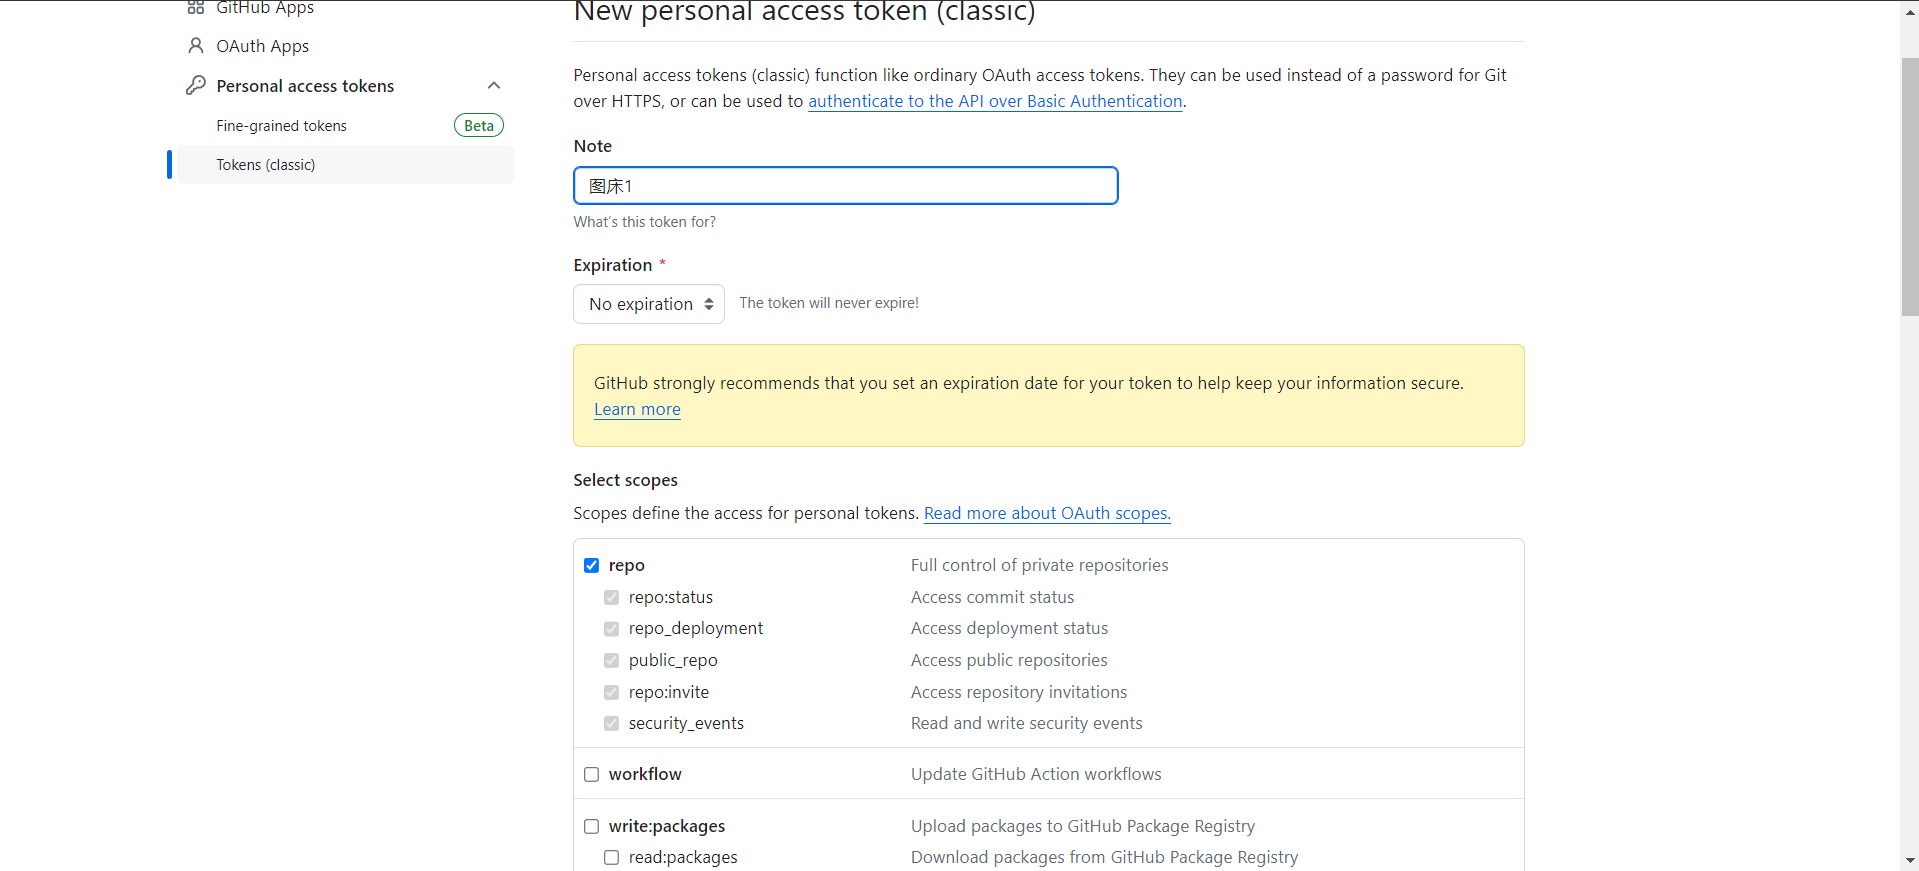 GitHub Apps
OAuth Apps
Personal access tokens
Fine-grained tokens Beta
Tokens (classic)
New personal access token (classic)
Personal access tokens (classic) function like ordinary OAuth access tokens. They can be used instead of a password for Git
over HTTPS, or can be used to authenticate to the API over Basic Authentication.
Note
图床1
What's this token for?
Expiration *
No expiration The token will never expire!
GitHub strongly recommends that you set an expiration date for your token to help keep your information secure.
Learn more
Select scopes
Scopes define the access for personal tokens. Read more about OAuth scopes.
repo Full control of private repositories
repo:status Access commit status
repo_deployment Access deployment status
public_repo Access public repositories
repo:invite Access repository invitations
security_events Read and write security events
workflow Update GitHub Action workflows
write:packages Upload packages to GitHub Package Registry
read:packages Download packages from GitHub Package Registry